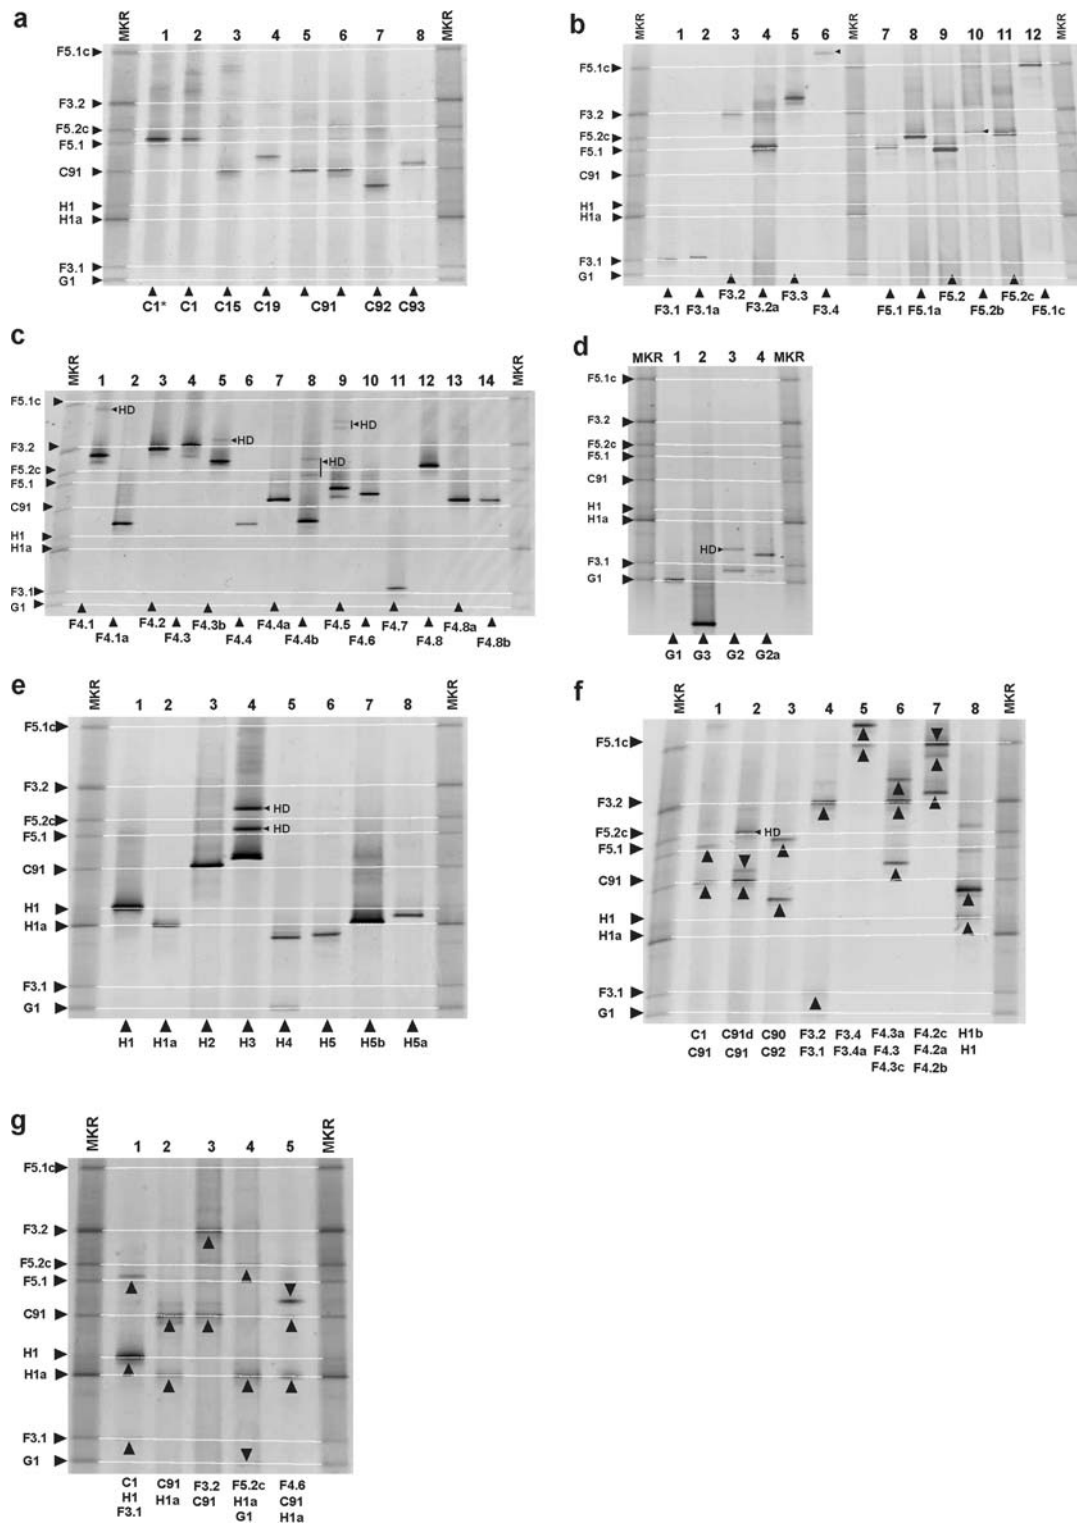 a
MKR 1 2 3 4 5 6 7 8 MKR
F5.1c
F3.2
F5.2c
F5.1
C91
H1
H1a
F3.1
G1
C1* C1 C15 C19 C91 C92 C93
b
MKR 1 2 3 4 5 6 MKR 7 8 9 10 11 12 MKR
F5.1c
F3.2
F5.2c
F5.1
C91
H1
H1a
F3.1
G1
F3.1 F3.1a F3.2 F3.2a F3.3 F3.4 F5.1 F5.1a F5.2 F5.2b F5.2c F5.1c
c
MKR 1 2 3 4 5 6 7 8 9 10 11 12 13 14 MKR
F5.1c
HD
HD
HD
HD
F3.2
F5.2c
F5.1
C91
H1
H1a
F3.1
G1
F4.1 F4.2 F4.3b F4.4a F4.5 F4.7 F4.8a
F4.1a F4.3 F4.4 F4.4b F4.6 F4.8 F4.8b
d
MKR 1 2 3 4 MKR
F5.1c
F3.2
F5.2c
F5.1
C91
H1
H1a
HD
F3.1
G1
G1 G3 G2 G2a
e
MKR 1 2 3 4 5 6 7 8 MKR
F5.1c
F3.2
HD
F5.2c
HD
F5.1
C91
H1
H1a
F3.1
G1
H1 H1a H2 H3 H4 H5 H5b H5a
f
MKR 1 2 3 4 5 6 7 8 MKR
F5.1c
F3.2
F5.2c
HD
F5.1
C91
H1
H1a
F3.1
G1
C1 C91d C90 F3.2 F3.4 F4.3a F4.2c H1b
C91 C91 C92 F3.1 F3.4a F4.3 F4.2a H1
F4.3c F4.2b
g
MKR 1 2 3 4 5 MKR
F5.1c
F3.2
F5.2c
F5.1
C91
H1
H1a
F3.1
G1
C1 C91 F3.2 F5.2c F4.6
H1 H1a C91 H1a C91
F3.1 G1 H1a